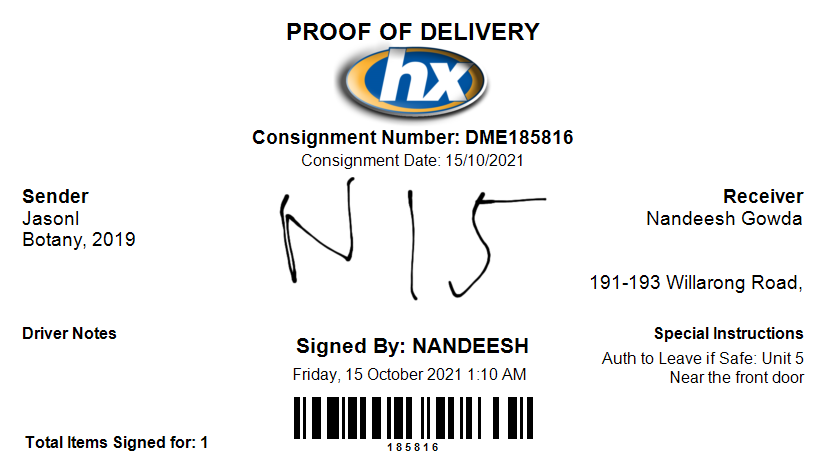 PROOF OF DELIVERY
hx
Consignment Number: DME185816
Consignment Date: 15/10/2021
Sender
JasonI
Botany, 2019
Receiver
Nandeesh Gowda
191-193 Willarong Road,
N15
Driver Notes
Signed By: NANDEESH
Friday, 15 October 2021 1:10 AM
Special Instructions
Auth to Leave if Safe: Unit 5
Near the front door
185816
Total Items Signed for: 1